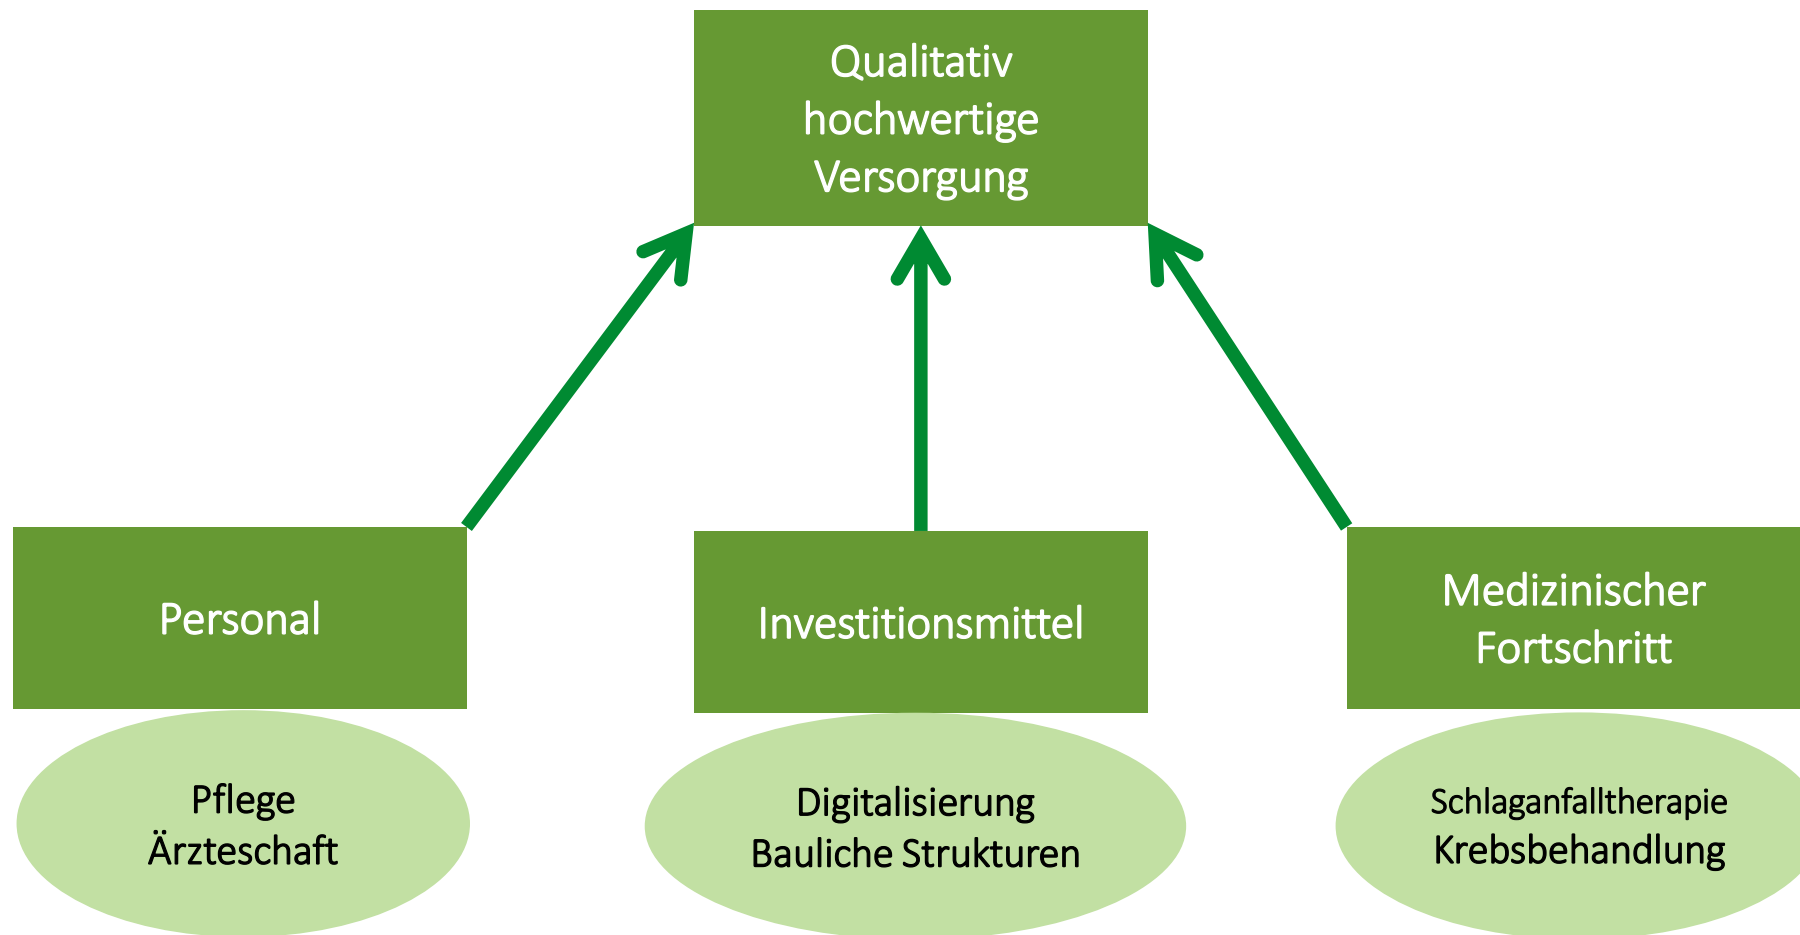 Qualitativ
hochwertige
Versorgung
Personal
Investitionsmittel
Medizinischer
Fortschritt
Pflege
Ärzteschaft
Digitalisierung
Bauliche Strukturen
Schlaganfalltherapie
Krebsbehandlung